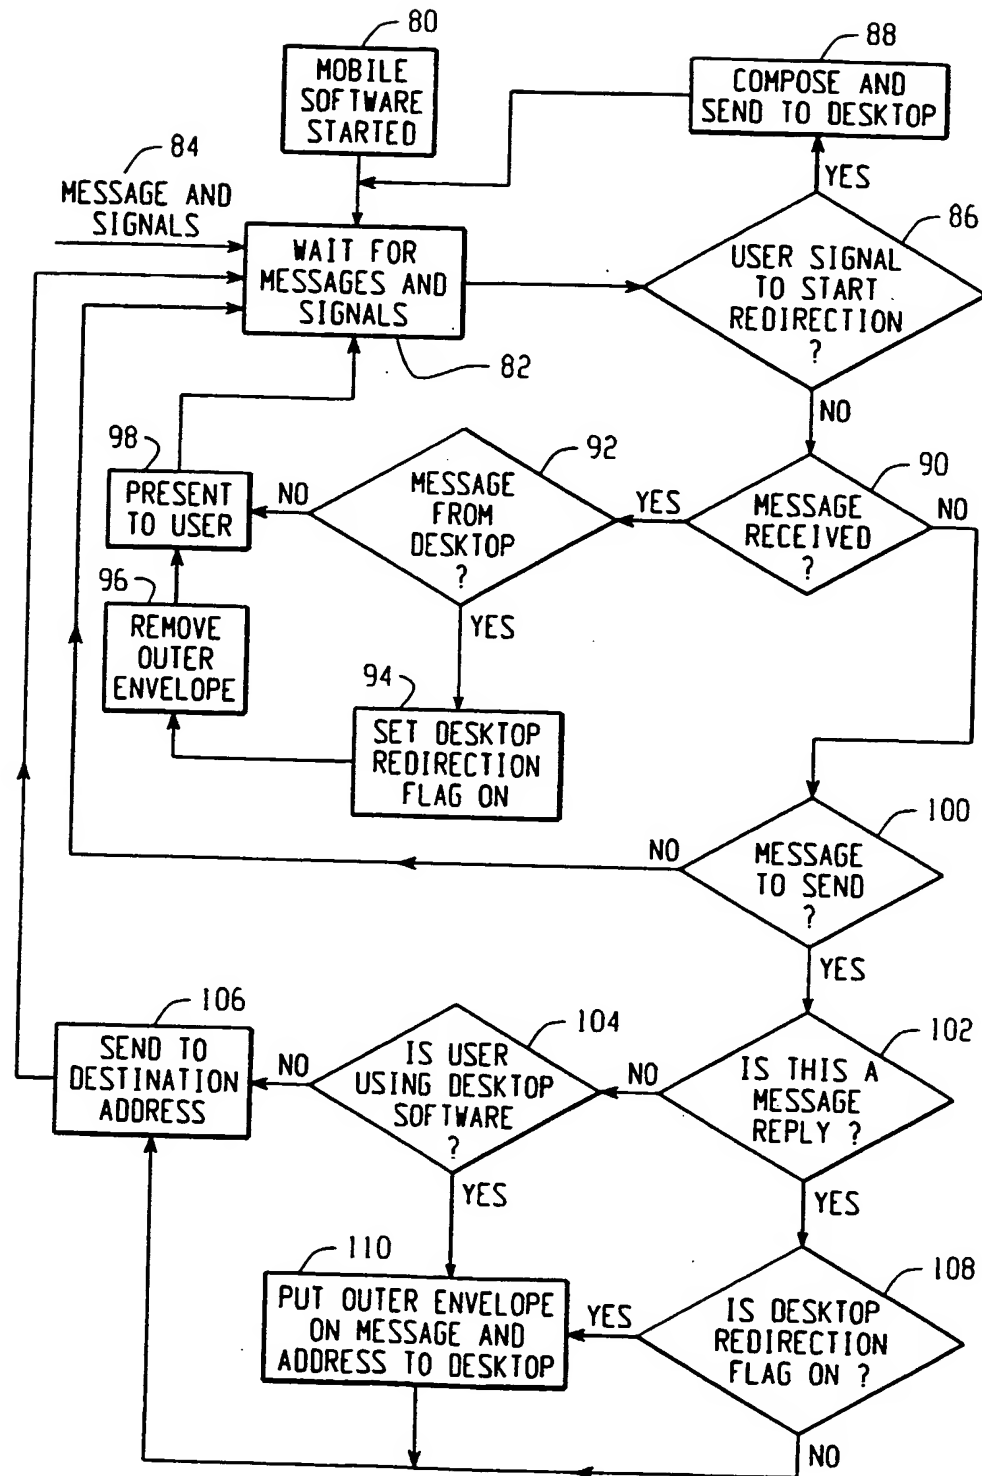 80
MOBILE
SOFTWARE
STARTED
88
COMPOSE AND
SEND TO DESKTOP
84
MESSAGE AND
SIGNALS
YES
86
WAIT FOR
MESSAGES AND
SIGNALS
82
USER SIGNAL
TO START
REDIRECTION
?
NO
98
PRESENT
TO USER
NO
92
MESSAGE
FROM
DESKTOP
?
YES
90
MESSAGE
RECEIVED
?
NO
96
REMOVE
OUTER
ENVELOPE
YES
94
SET DESKTOP
REDIRECTION
FLAG ON
100
NO
MESSAGE
TO SEND
?
YES
106
SEND TO
DESTINATION
ADDRESS
NO
104
IS USER
USING DESKTOP
SOFTWARE
?
NO
102
IS THIS A
MESSAGE
REPLY ?
YES
YES
110
PUT OUTER ENVELOPE
ON MESSAGE AND
ADDRESS TO DESKTOP
YES
108
IS DESKTOP
REDIRECTION
FLAG ON ?
NO